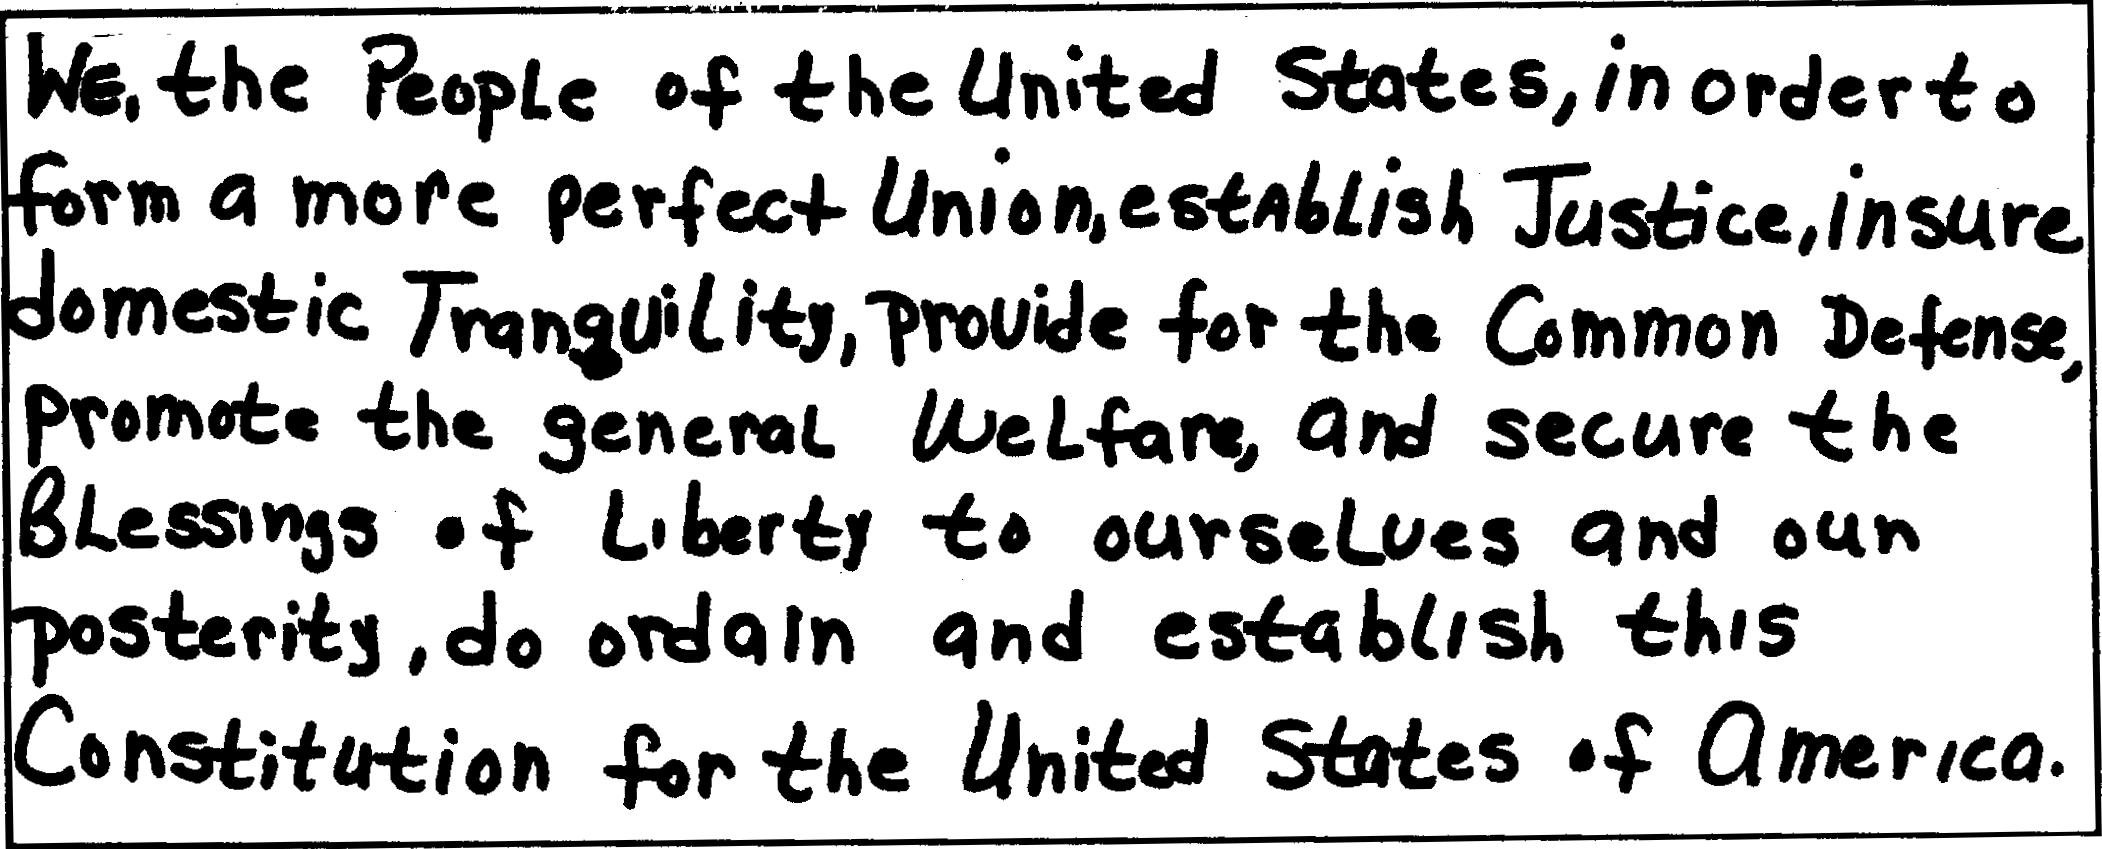 We, the People of the United States, in order to
form a more perfect Union, establish Justice, insure
domestic Tranquility, provide for the Common Defense,
promote the general Welfare, and secure the
Blessings of Liberty to ourselves and our
posterity, do ordain and establish this
Constitution for the United States of America.